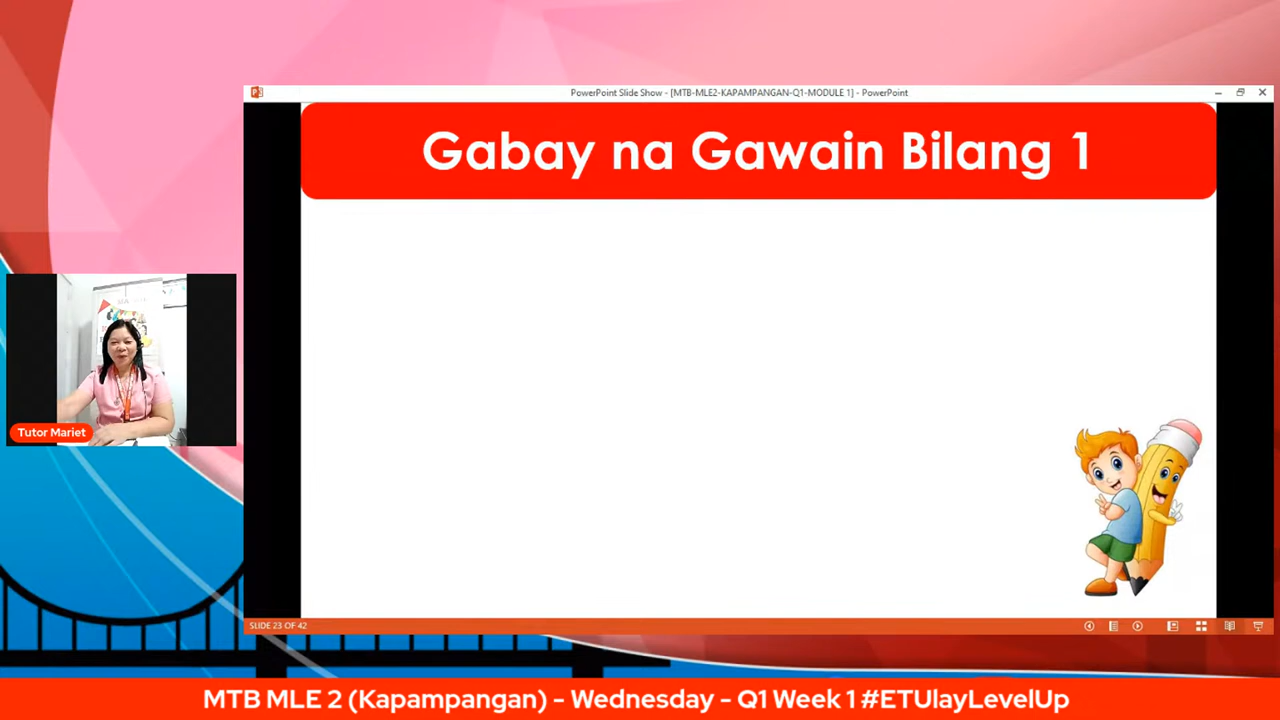 PowerPoint Slide Show - [MTB-MLE2-KAPAMPANGAN-Q1-MODULE 1] - PowerPoint
Gabay na Gawain Bilang 1
Tutor Mariet
SLIDE 23 OF 42
MTB MLE 2 (Kapampangan) - Wednesday - Q1 Week 1 #ETUlayLevelUp